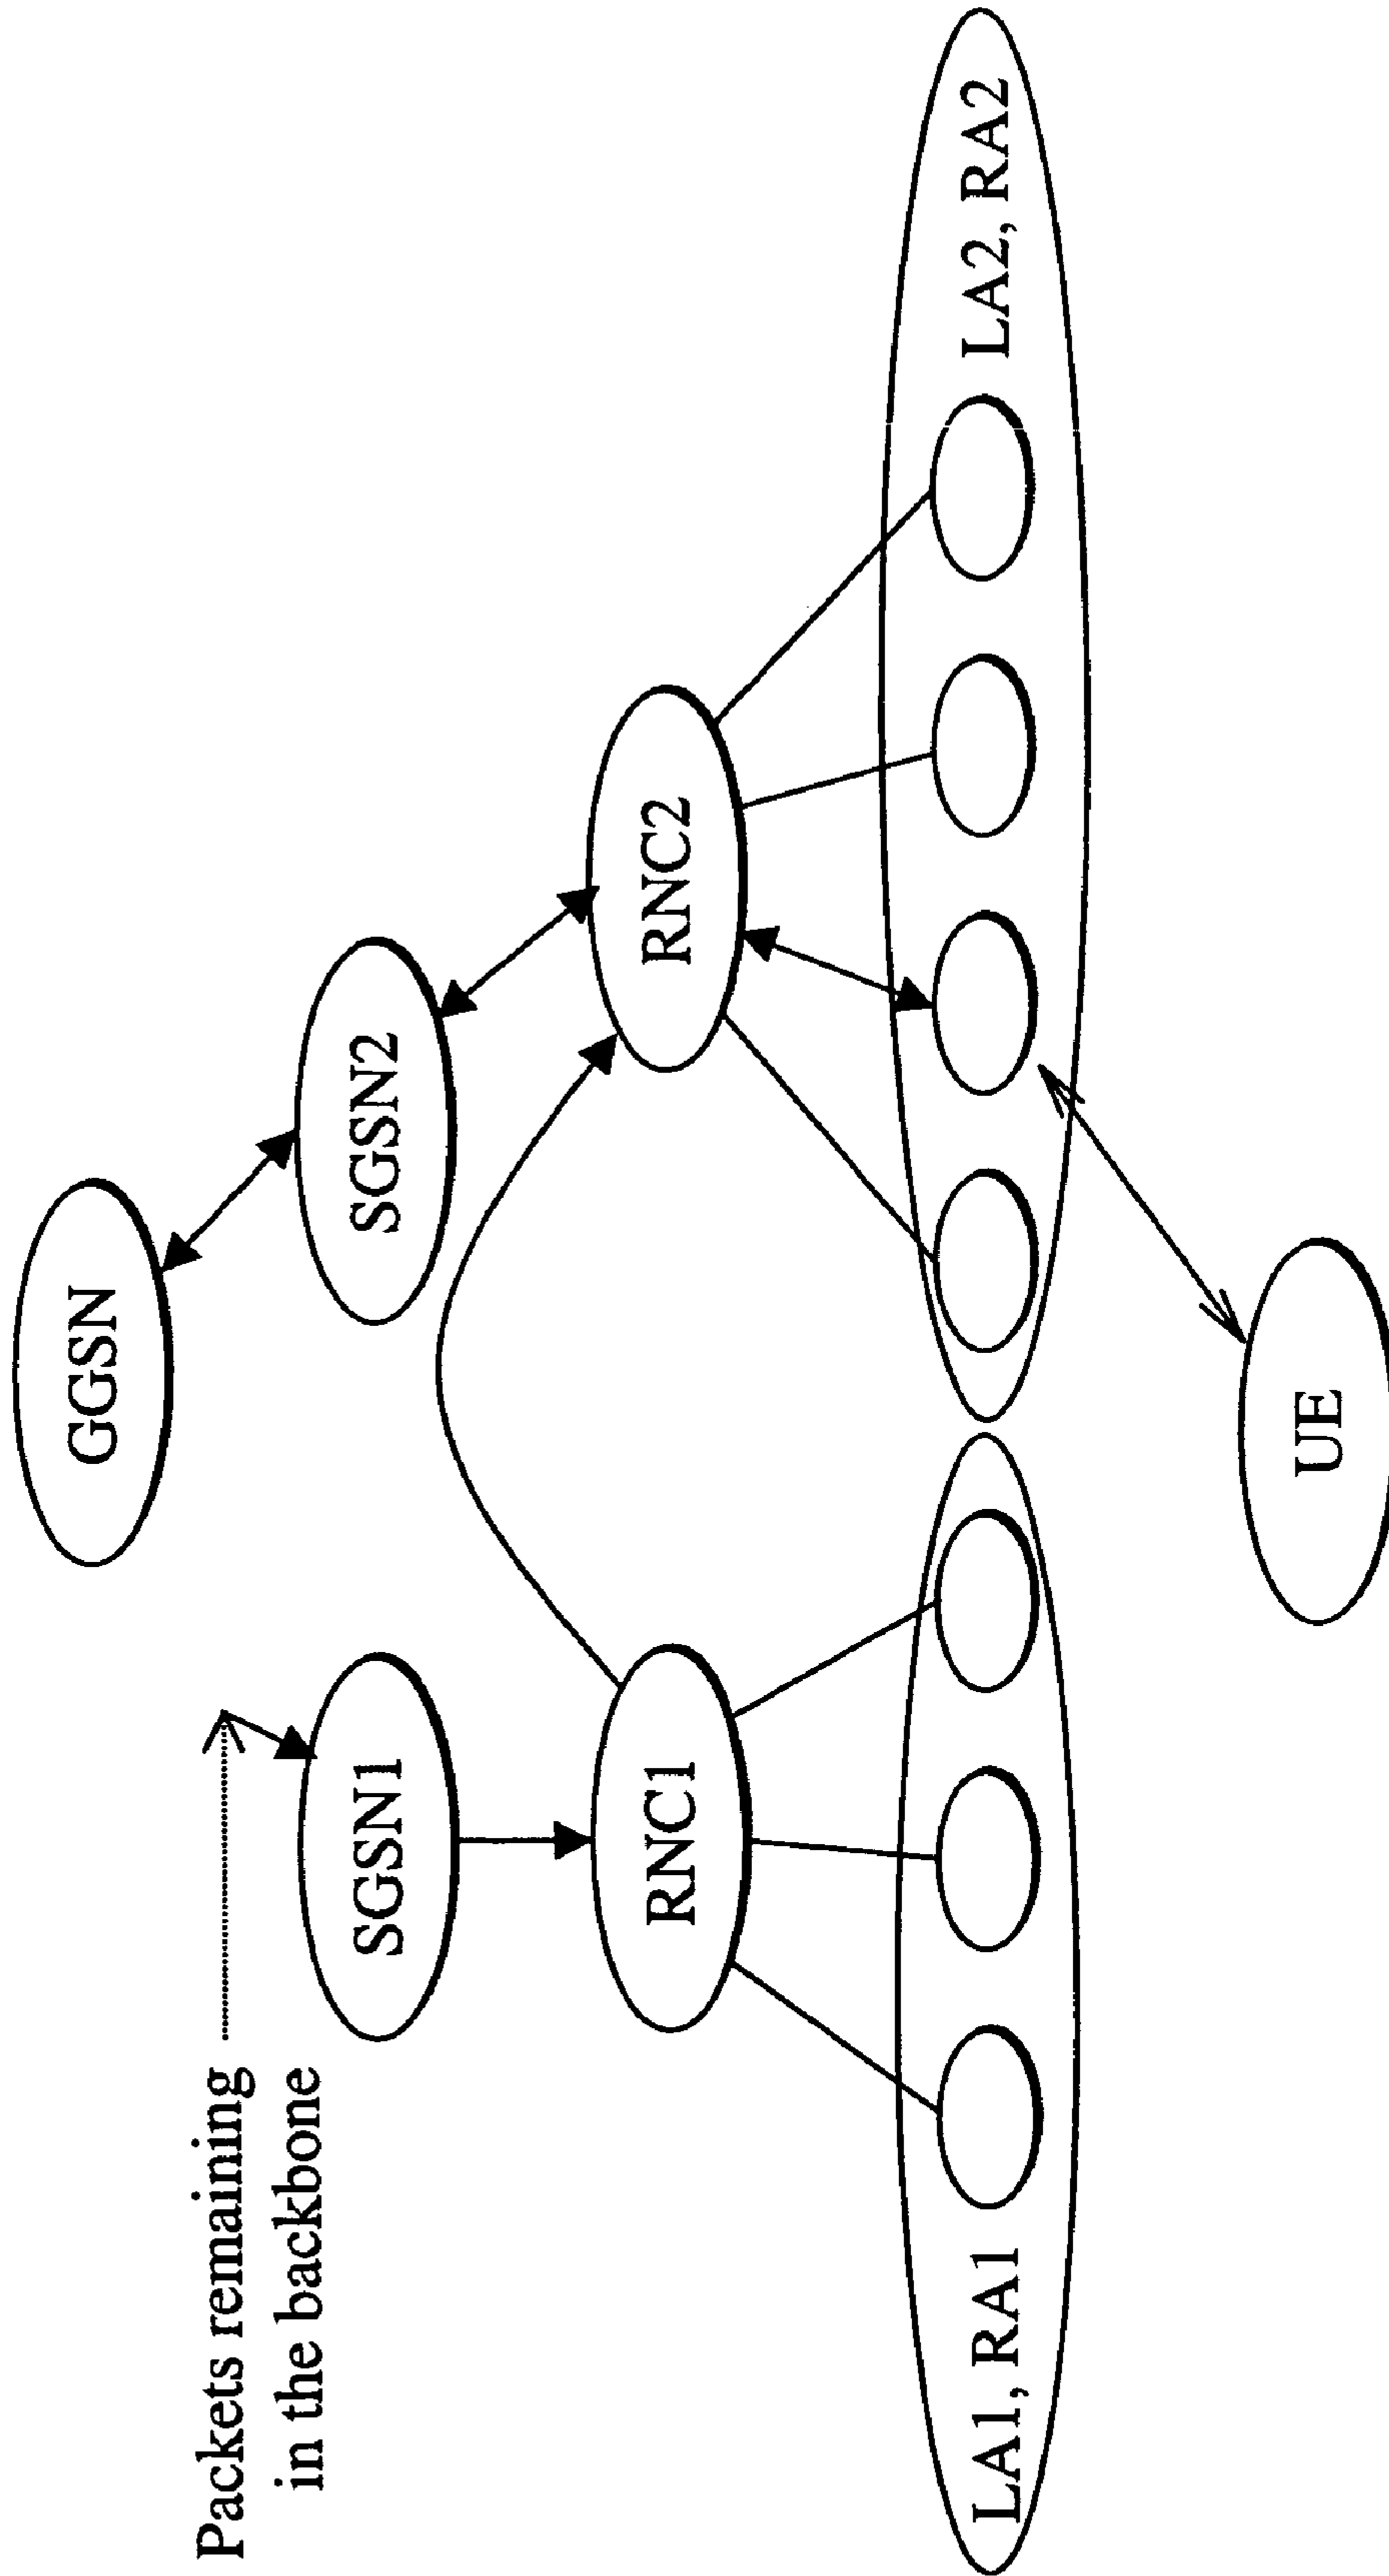 GGSN
Packets remaining
in the backbone
SGSN1
SGSN2
RNC1
RNC2
LA1, RA1
LA2, RA2
UE